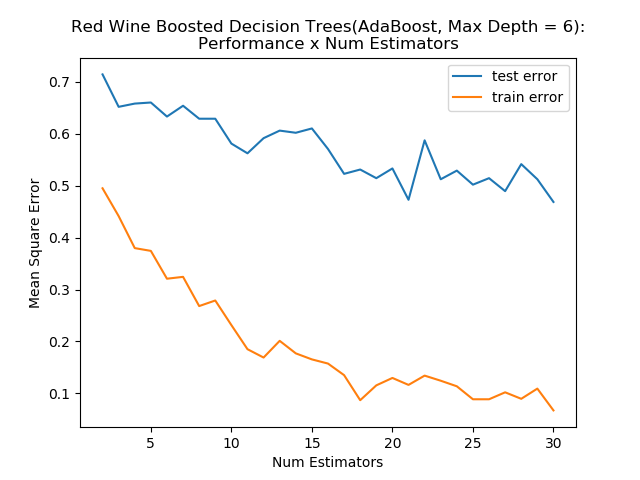 Red Wine Boosted Decision Trees(AdaBoost, Max Depth = 6):
Performance x Num Estimators
test error
train error
Mean Square Error
0.7
0.6
0.5
0.4
0.3
0.2
0.1
5 10 15 20 25 30
Num Estimators